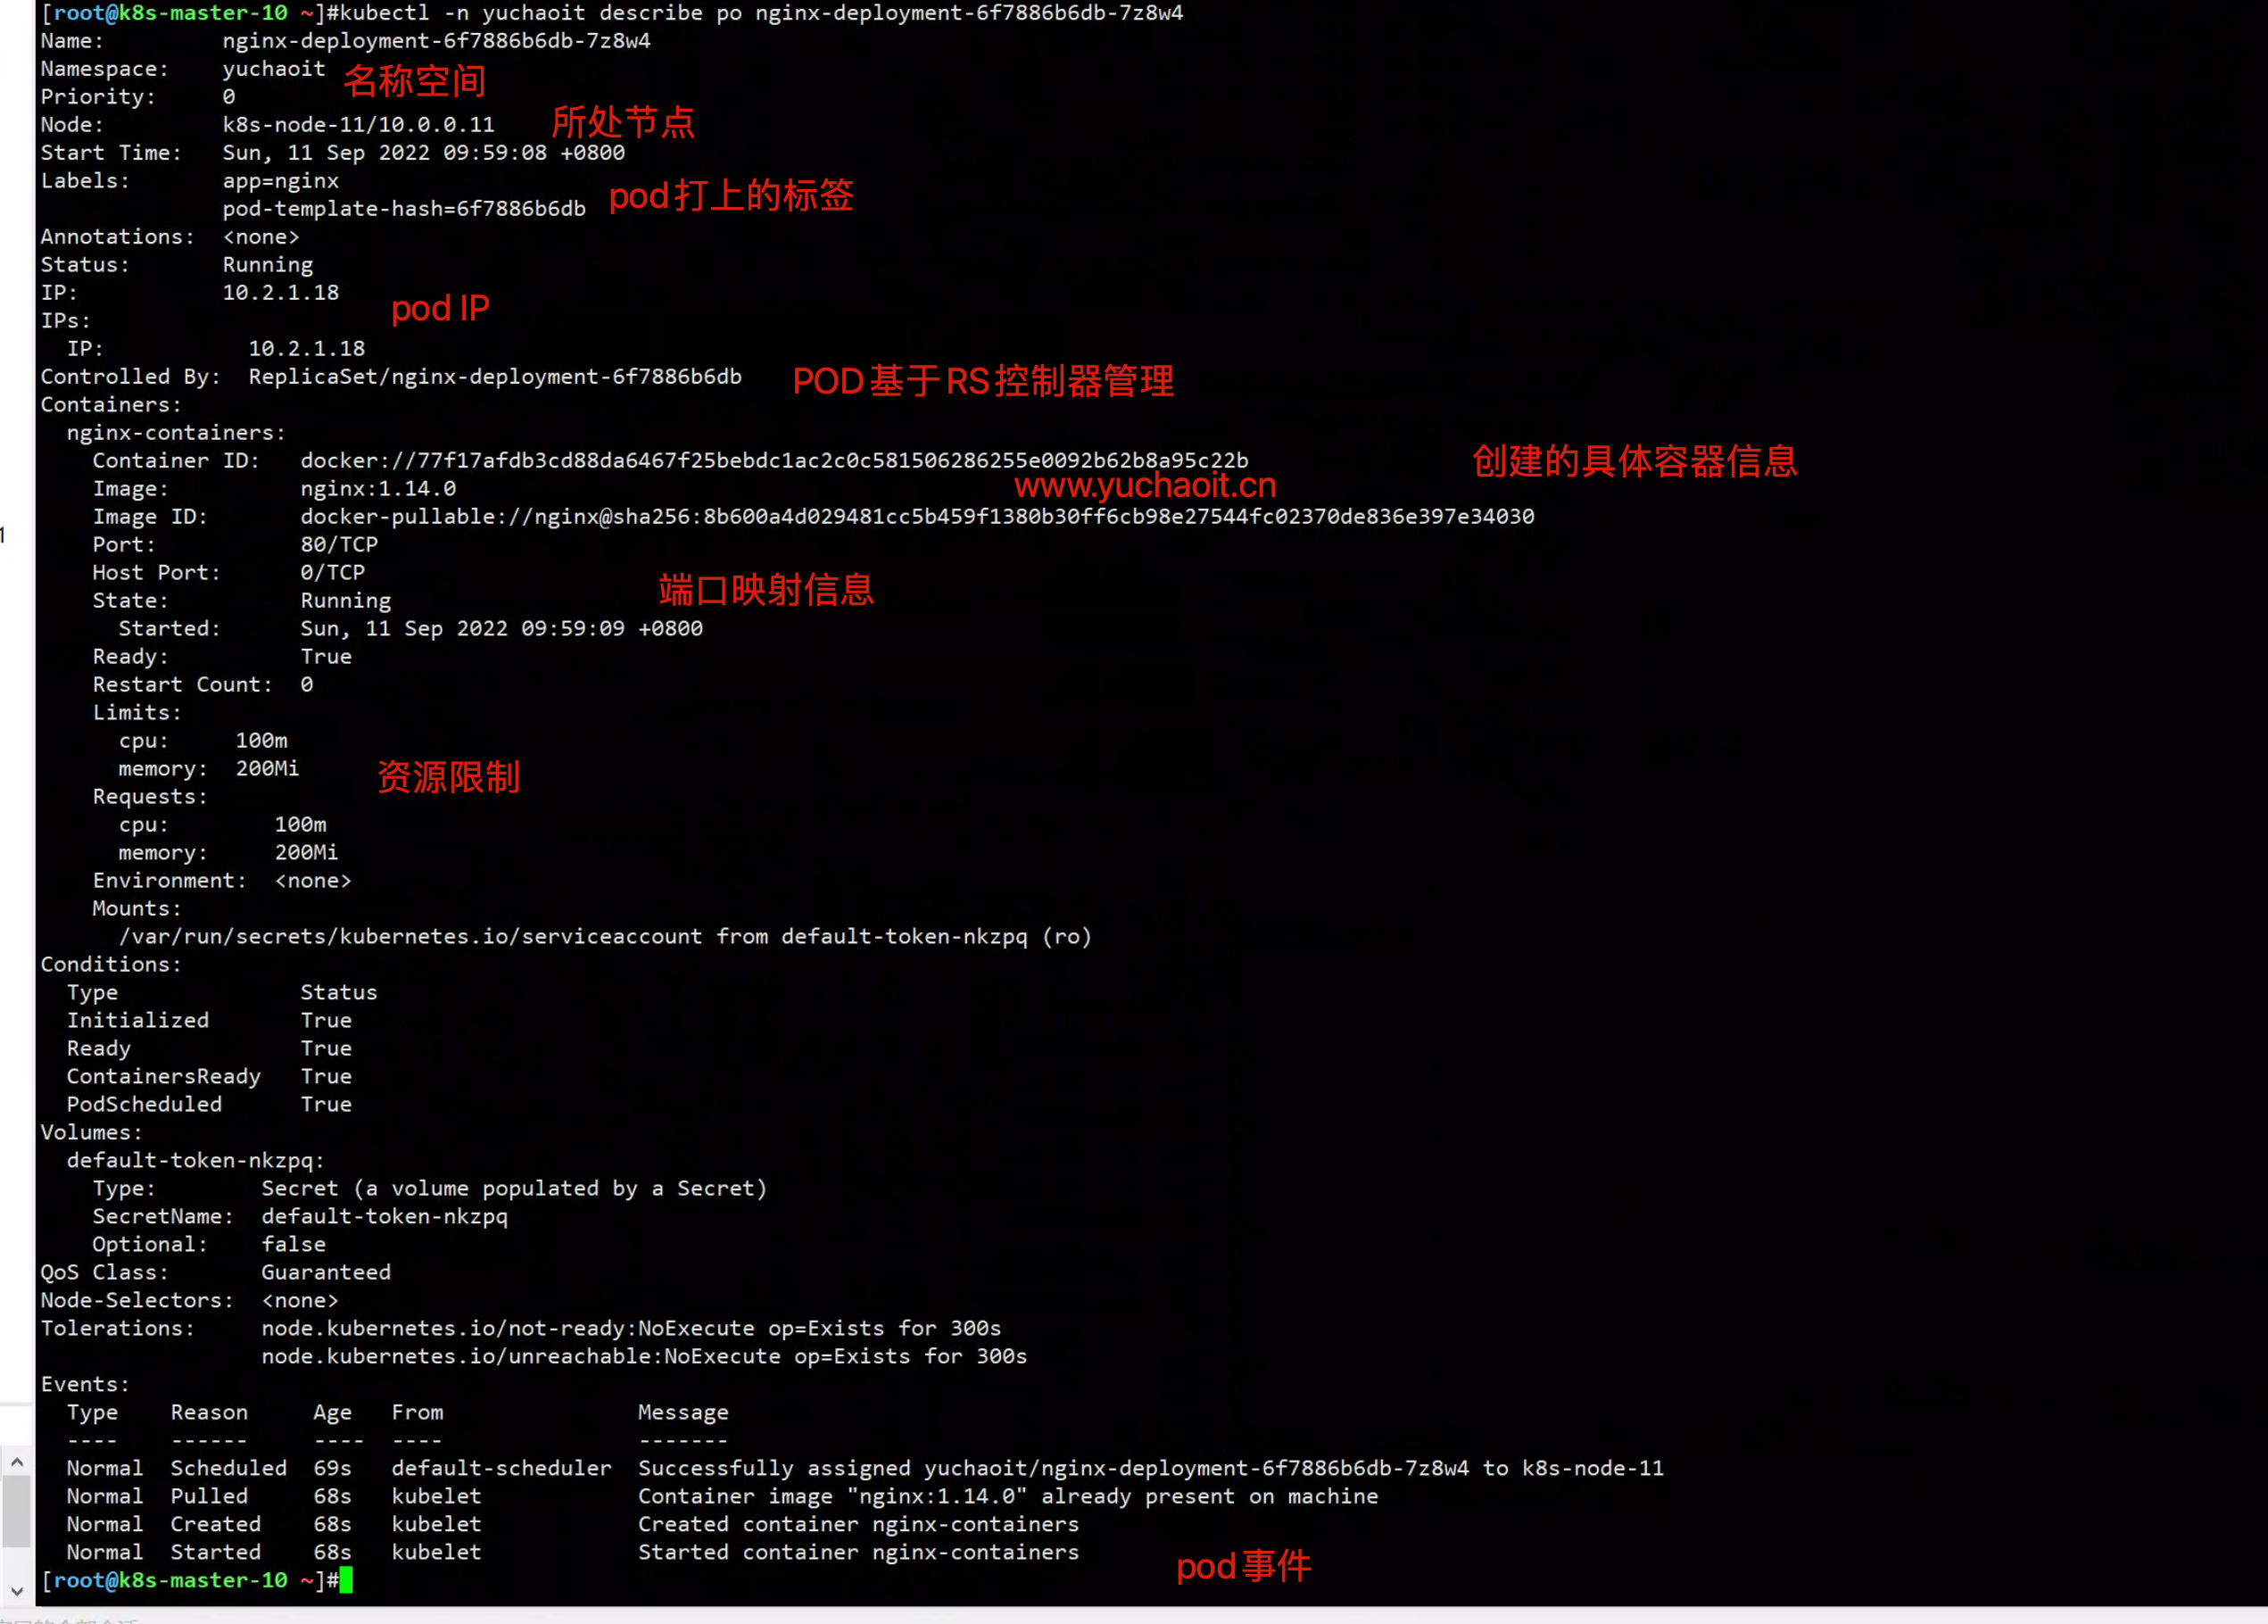 [root@k8s-master-10 ~]#kubectl -n yuchaoit describe po nginx-deployment-6f7886b6db-7z8w4
Name:         nginx-deployment-6f7886b6db-7z8w4
Namespace:    yuchaoit
名称空间
Priority:     0
Node:         k8s-node-11/10.0.0.11
所处节点
Start Time:   Sun, 11 Sep 2022 09:59:08 +0800
Labels:       app=nginx
pod打上的标签
pod-template-hash=6f7886b6db
Annotations:  <none>
Status:       Running
IP:           10.2.1.18
pod IP
IPs:
IP:           10.2.1.18
Controlled By:  ReplicaSet/nginx-deployment-6f7886b6db
POD基于RS控制器管理
Containers:
nginx-containers:
Container ID:   docker://77f17afdb3cd88da6467f25bebdc1ac2c0c581506286255e0092b62b8a95c22b
创建的具体容器信息
Image:          nginx:1.14.0
www.yuchaoit.cn
Image ID:       docker-pullable://nginx@sha256:8b600a4d029481cc5b459f1380b30ff6cb98e27544fc02370de836e397e34030
Port:           80/TCP
Host Port:      0/TCP
端口映射信息
State:          Running
Started:      Sun, 11 Sep 2022 09:59:09 +0800
Ready:          True
Restart Count:  0
Limits:
cpu:     100m
memory:  200Mi
资源限制
Requests:
cpu:        100m
memory:     200Mi
Environment:  <none>
Mounts:
/var/run/secrets/kubernetes.io/serviceaccount from default-token-nkzpq (ro)
Conditions:
Type              Status
Initialized       True
Ready             True
ContainersReady   True
PodScheduled      True
Volumes:
default-token-nkzpq:
Type:        Secret (a volume populated by a Secret)
SecretName:  default-token-nkzpq
Optional:    false
QoS Class:       Guaranteed
Node-Selectors:  <none>
Tolerations:     node.kubernetes.io/not-ready:NoExecute op=Exists for 300s
node.kubernetes.io/unreachable:NoExecute op=Exists for 300s
Events:
Type    Reason     Age   From               Message
----    ------     ----  ----               -------
Normal  Scheduled  69s   default-scheduler  Successfully assigned yuchaoit/nginx-deployment-6f7886b6db-7z8w4 to k8s-node-11
Normal  Pulled     68s   kubelet            Container image "nginx:1.14.0" already present on machine
Normal  Created    68s   kubelet            Created container nginx-containers
Normal  Started    68s   kubelet            Started container nginx-containers
pod事件
[root@k8s-master-10 ~]#